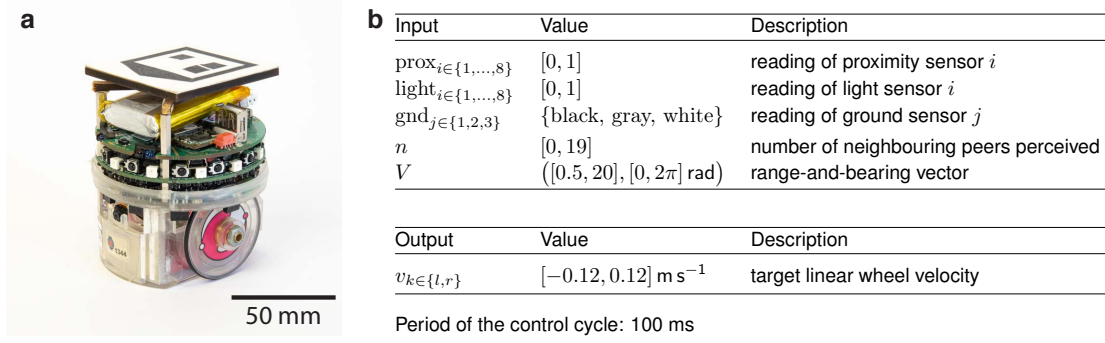 a
1344
50 mm
b
Input Value Description
prox_{i∈{1,...,8}} [0, 1] reading of proximity sensor i
light_{i∈{1,...,8}} [0, 1] reading of light sensor i
gnd_{j∈{1,2,3}} {black, gray, white} reading of ground sensor j
n [0, 19] number of neighbouring peers perceived
V ([0.5, 20], [0, 2π] rad) range-and-bearing vector
Output Value Description
v_{k∈{l,r}} [−0.12, 0.12] m s⁻¹ target linear wheel velocity
Period of the control cycle: 100 ms